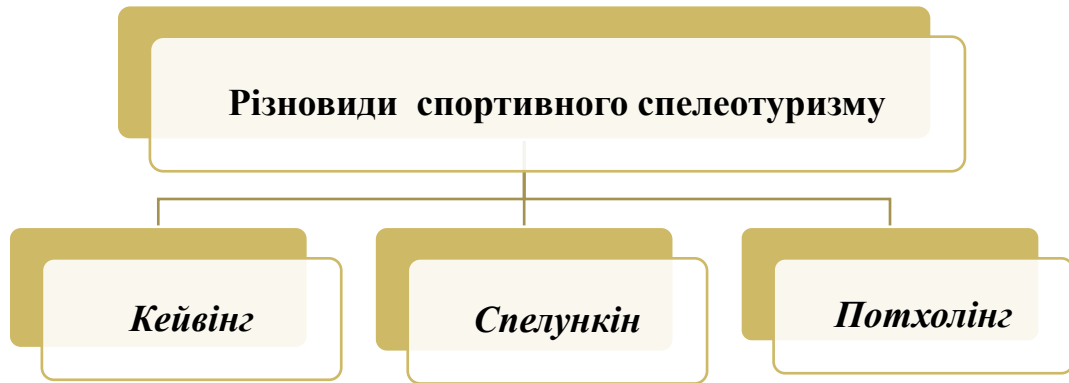 Різновиди спортивного спелеотуризму
Кейвінг
Спелункін
Потхолінг